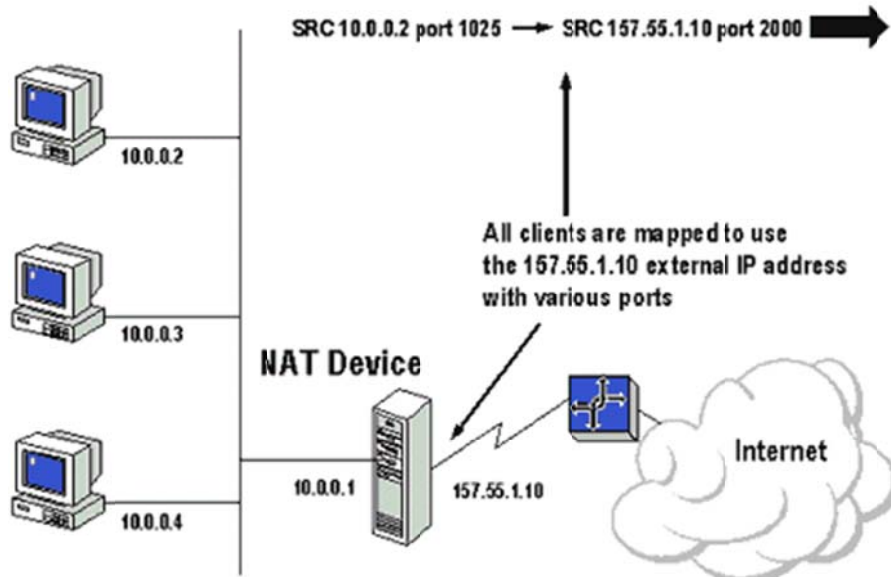 SRC 10.0.0.2 port 1025 → SRC 157.55.1.10 port 2000
10.0.0.2
All clients are mapped to use
the 157.55.1.10 external IP address
with various ports
10.0.0.3
NAT Device
Internet
10.0.0.1
157.55.1.10
10.0.0.4